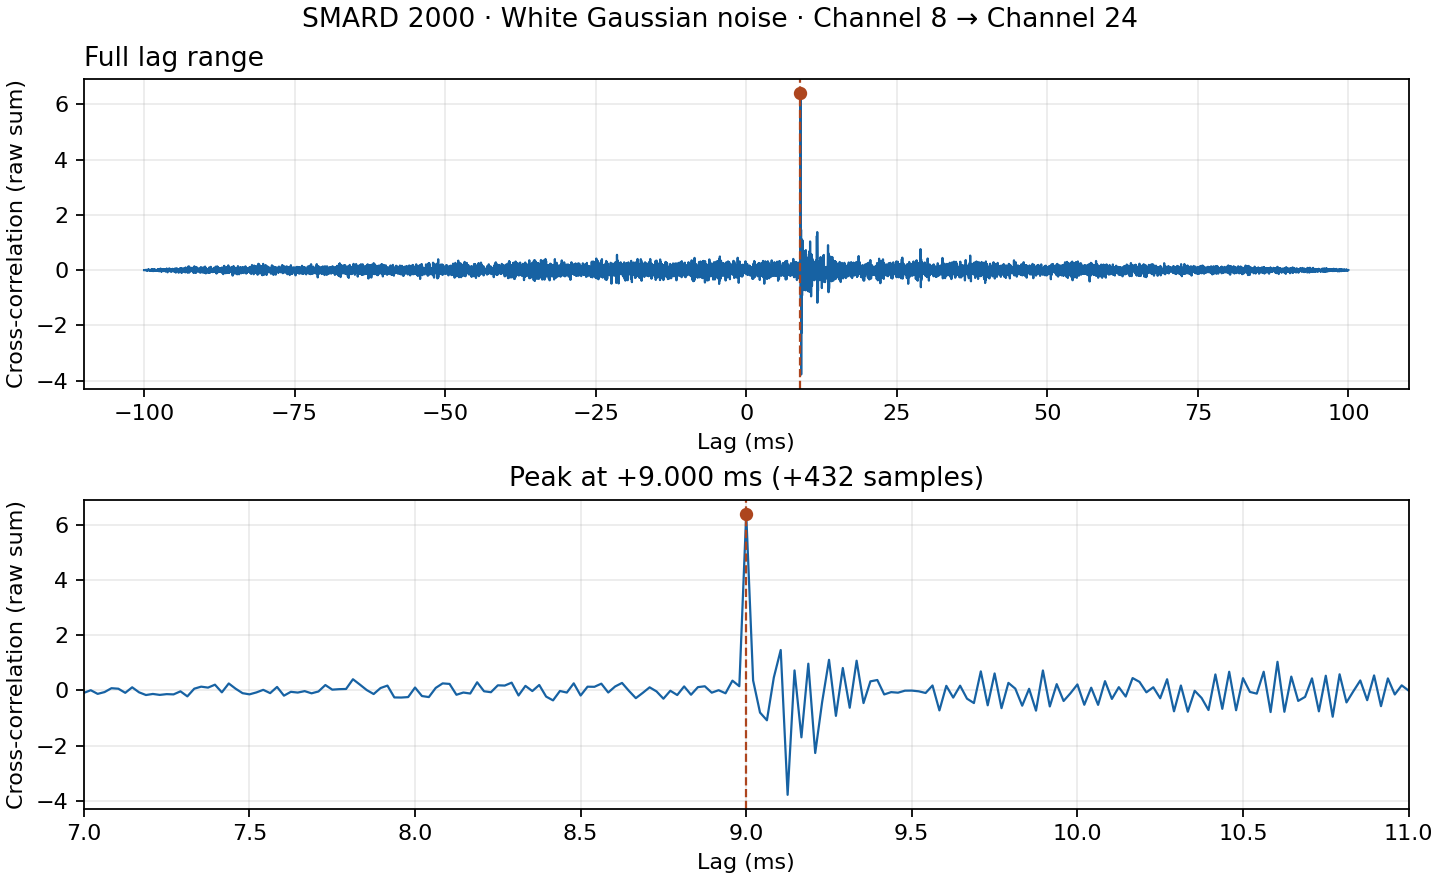 SMARD 2000 · White Gaussian noise · Channel 8 → Channel 24
Full lag range
Cross-correlation (raw sum)
6
4
2
0
−2
−4
−100 −75 −50 −25 0 25 50 75 100
Lag (ms)
Peak at +9.000 ms (+432 samples)
Cross-correlation (raw sum)
6
4
2
0
−2
−4
7.0 7.5 8.0 8.5 9.0 9.5 10.0 10.5 11.0
Lag (ms)